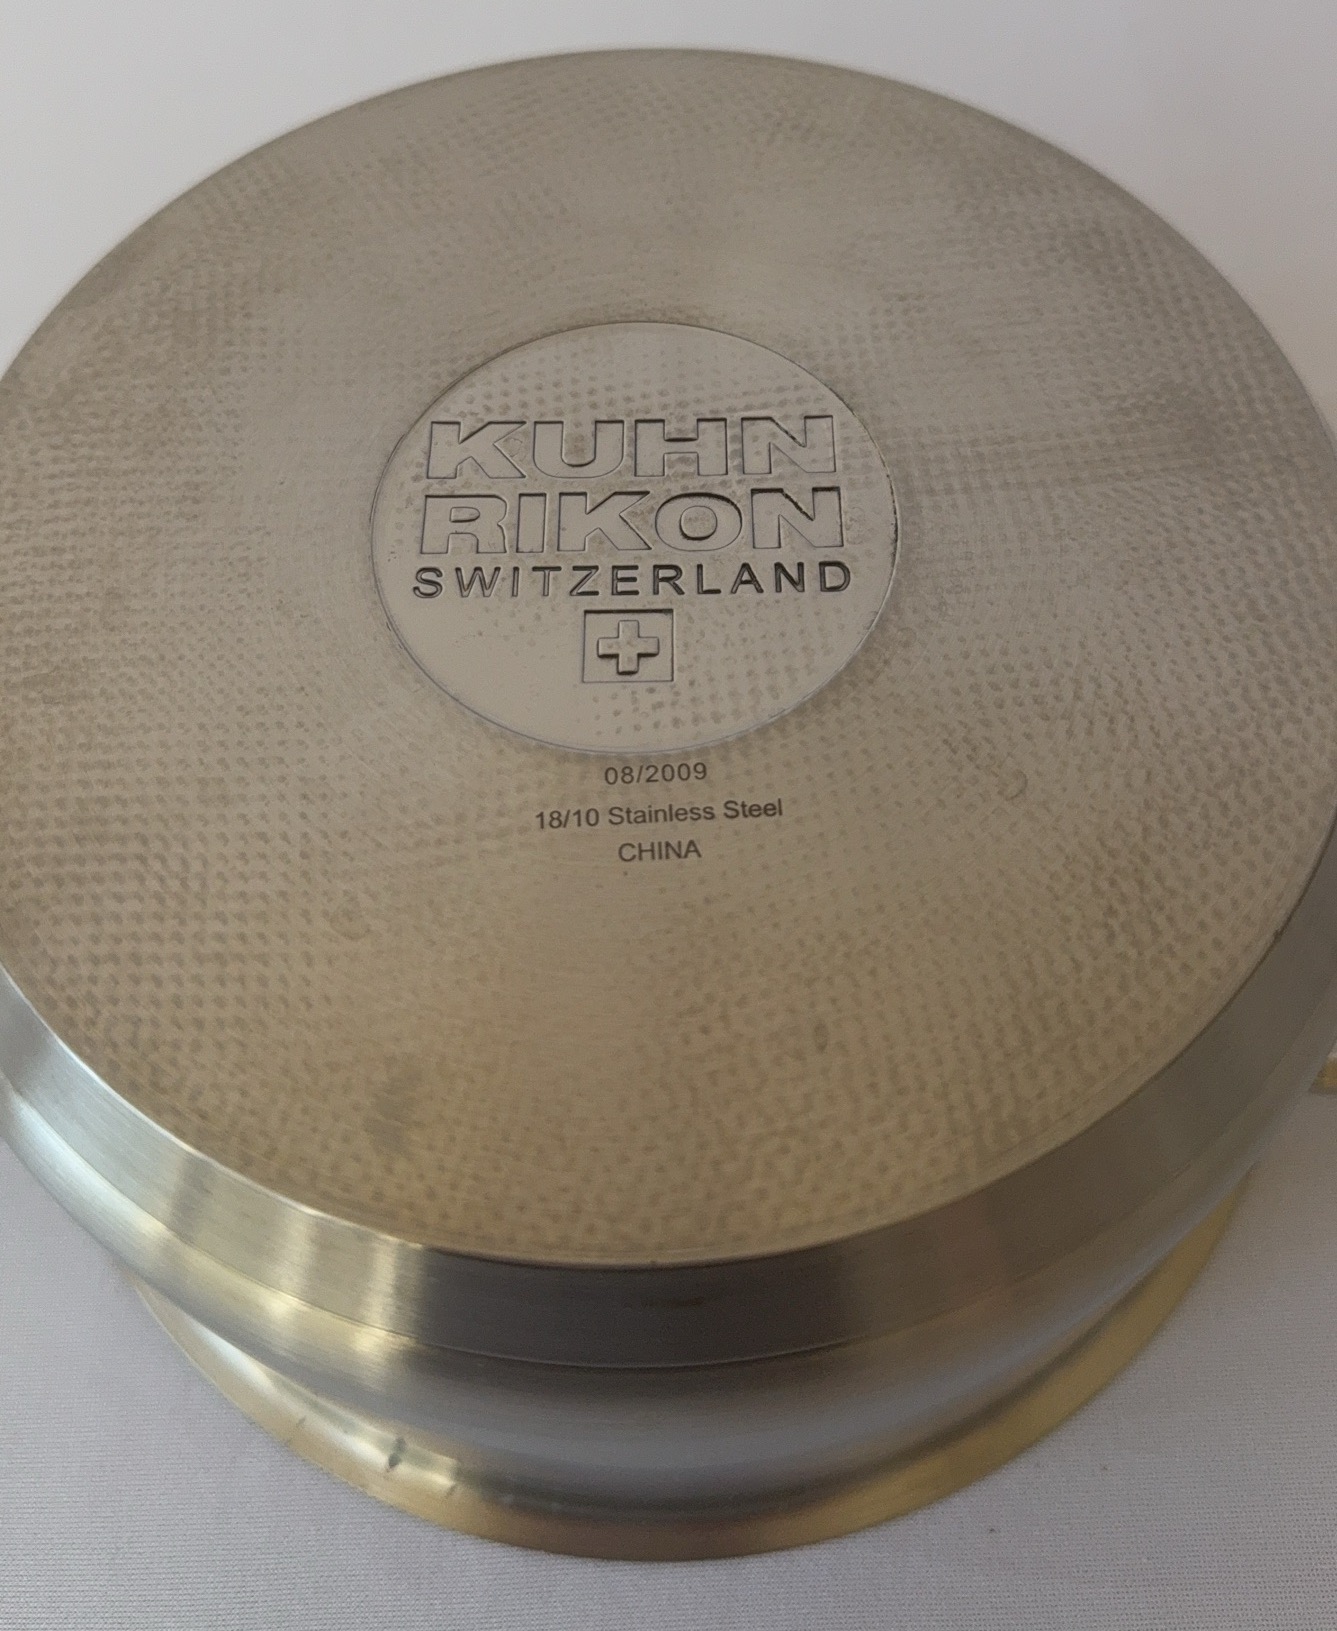 KUHN
RIKON
SWITZERLAND
08/2009
18/10 Stainless Steel
CHINA